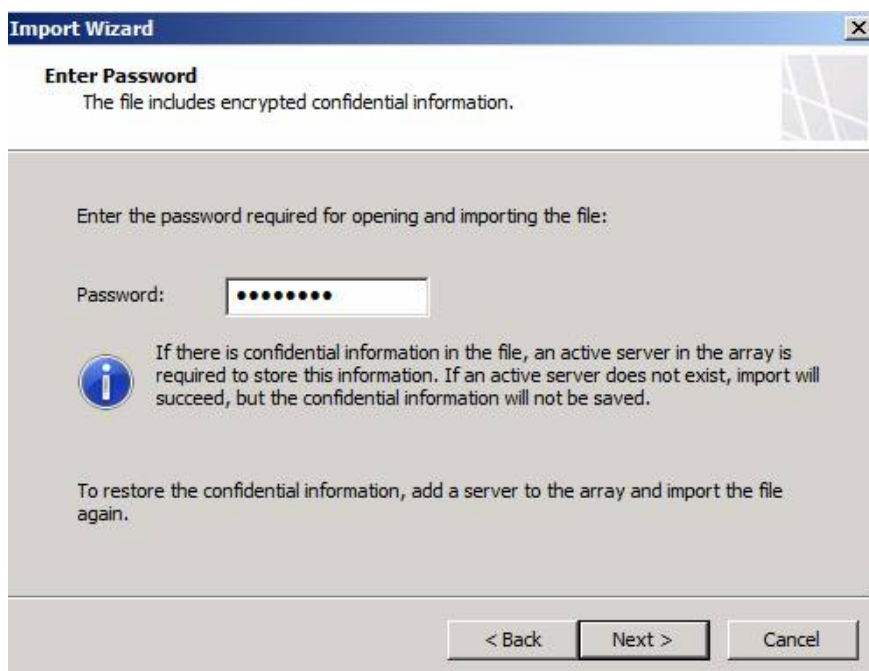 Import Wizard
Enter Password
The file includes encrypted confidential information.
Enter the password required for opening and importing the file:
Password: ••••••••
If there is confidential information in the file, an active server in the array is
required to store this information. If an active server does not exist, import will
succeed, but the confidential information will not be saved.
To restore the confidential information, add a server to the array and import the file
again.
< Back Next > Cancel